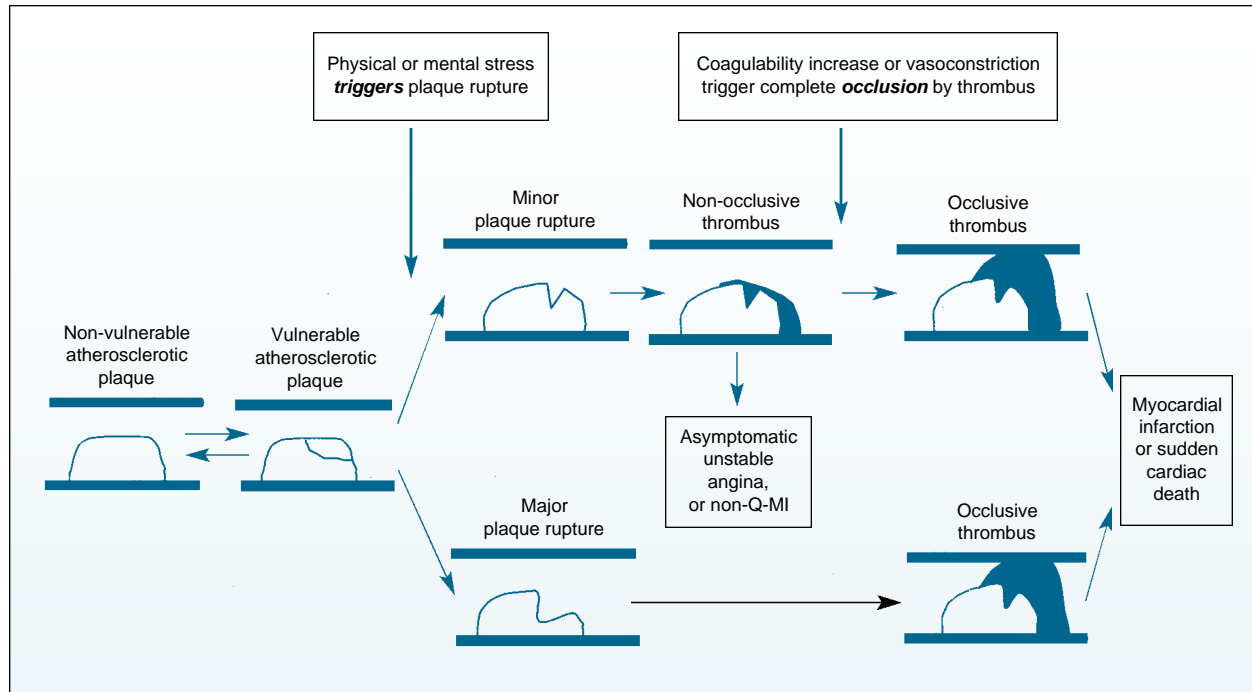 Physical or mental stress
triggers plaque rupture
Coagulability increase or vasoconstriction
trigger complete occlusion by thrombus
Minor
plaque rupture
Non-occlusive
thrombus
Occlusive
thrombus
Non-vulnerable
atherosclerotic
plaque
Vulnerable
atherosclerotic
plaque
Asymptomatic
unstable
angina,
or non-Q-MI
Myocardial
infarction
or sudden
cardiac
death
Major
plaque rupture
Occlusive
thrombus